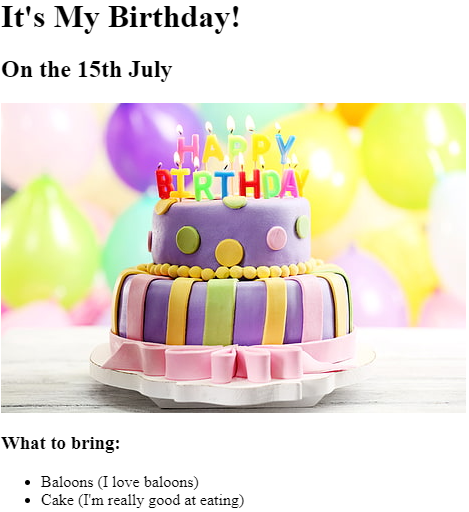 It's My Birthday!
On the 15th July
HAPPY
BIRTHDAY
What to bring:
Baloons (I love baloons)
Cake (I'm really good at eating)